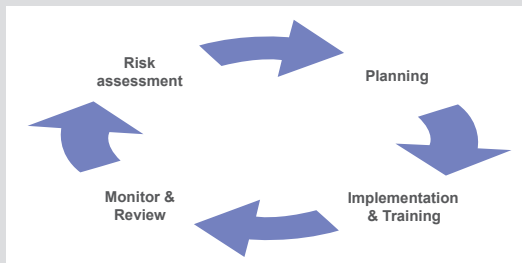 Risk
assessment
Planning
Implementation
& Training
Monitor &
Review